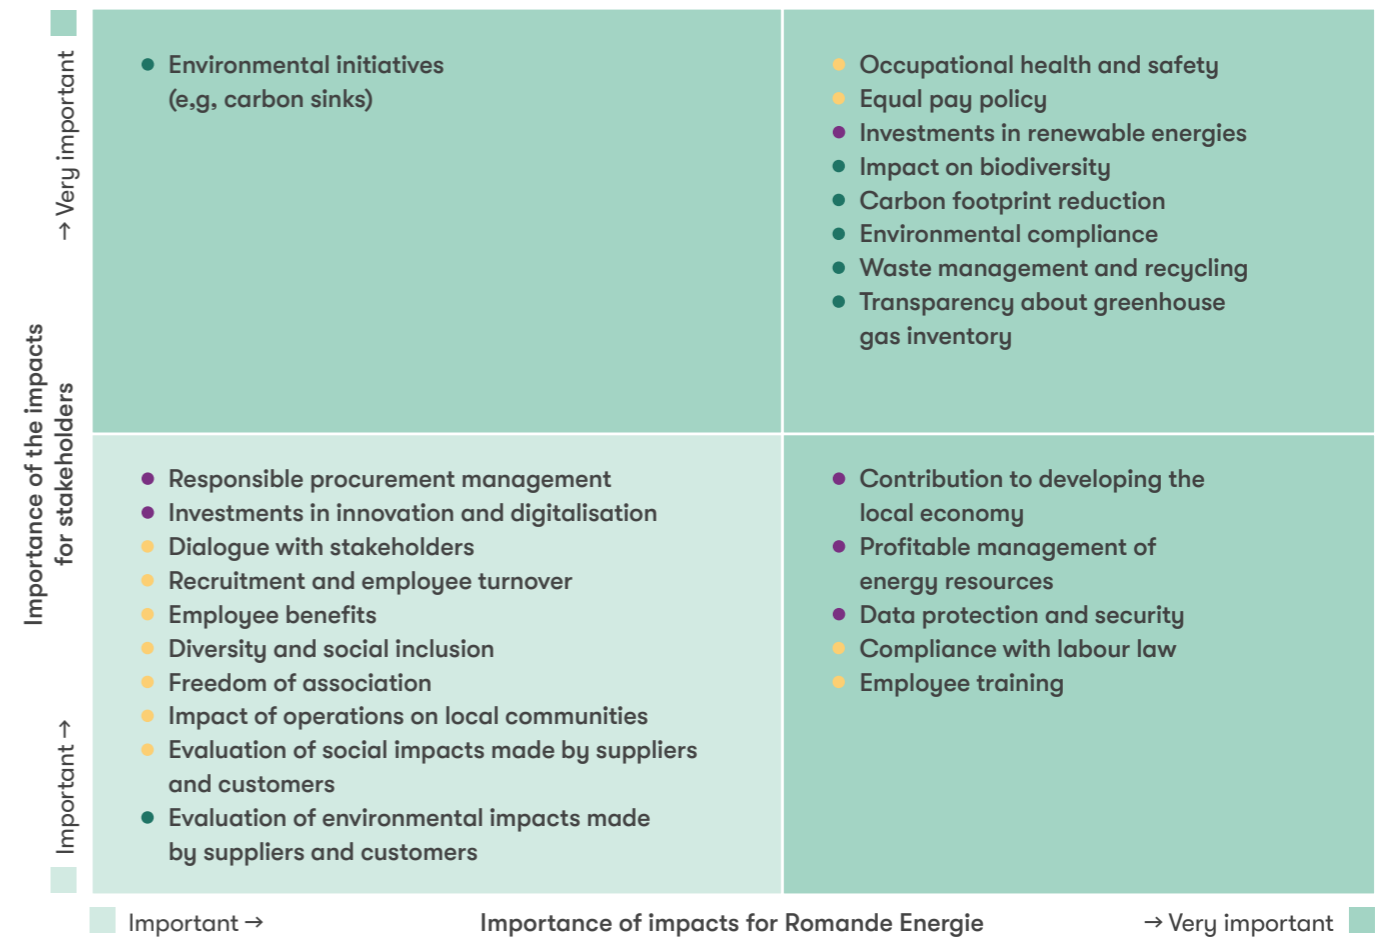 → Very important
Environmental initiatives
(e,g, carbon sinks)
Occupational health and safety
Equal pay policy
Investments in renewable energies
Impact on biodiversity
Carbon footprint reduction
Environmental compliance
Waste management and recycling
Transparency about greenhouse
gas inventory
Importance of the impacts
for stakeholders
Responsible procurement management
Investments in innovation and digitalisation
Dialogue with stakeholders
Recruitment and employee turnover
Employee benefits
Diversity and social inclusion
Freedom of association
Impact of operations on local communities
Evaluation of social impacts made by suppliers
and customers
Evaluation of environmental impacts made
by suppliers and customers
Contribution to developing the
local economy
Profitable management of
energy resources
Data protection and security
Compliance with labour law
Employee training
Important →
Important →
Importance of impacts for Romande Energie
→ Very important